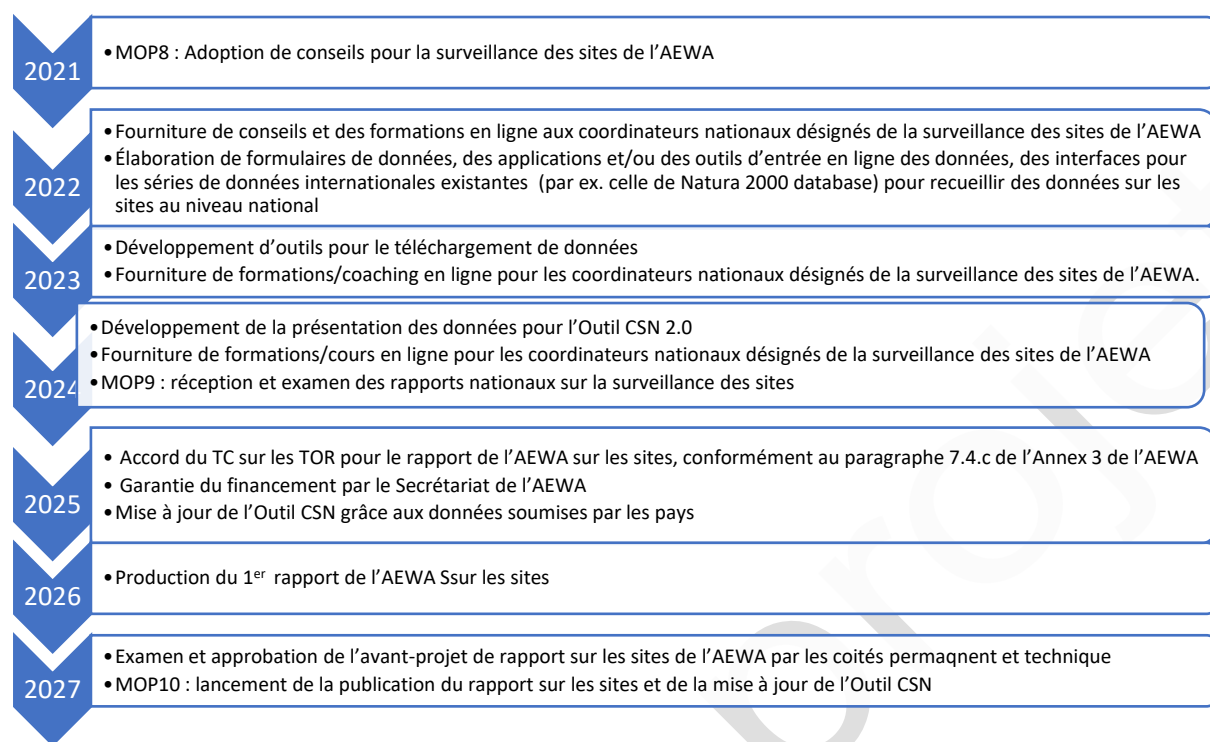 2021
•MOP8 : Adoption de conseils pour la surveillance des sites de l’AEWA
2022
•Fourniture de conseils et des formations en ligne aux coordinateurs nationaux désignés de la surveillance des sites de l’AEWA
•Élaboration de formulaires de données, des applications et/ou des outils d’entrée en ligne des données, des interfaces pour
les séries de données internationales existantes (par ex. celle de Natura 2000 database) pour recueillir des données sur les
sites au niveau national
2023
•Développement d’outils pour le téléchargement de données
•Fourniture de formations/coaching en ligne pour les coordinateurs nationaux désignés de la surveillance des sites de l’AEWA.
2024
•Développement de la présentation des données pour l’Outil CSN 2.0
•Fourniture de formations/cours en ligne pour les coordinateurs nationaux désignés de la surveillance des sites de l’AEWA
•MOP9 : réception et examen des rapports nationaux sur la surveillance des sites
2025
• Accord du TC sur les TOR pour le rapport de l’AEWA sur les sites, conformément au paragraphe 7.4.c de l’Annex 3 de l’AEWA
• Garantie du financement par le Secrétariat de l’AEWA
•Mise à jour de l’Outil CSN grâce aux données soumises par les pays
2026
•Production du 1er rapport de l’AEWA Ssur les sites
2027
•Examen et approbation de l’avant-projet de rapport sur les sites de l’AEWA par les coités permaqnent et technique
•MOP10 : lancement de la publication du rapport sur les sites et de la mise à jour de l’Outil CSN
projet